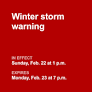 Winter storm
warning
IN EFFECT
Sunday, Feb. 22 at 1 p.m.
EXPIRES
Monday, Feb. 23 at 7 p.m.